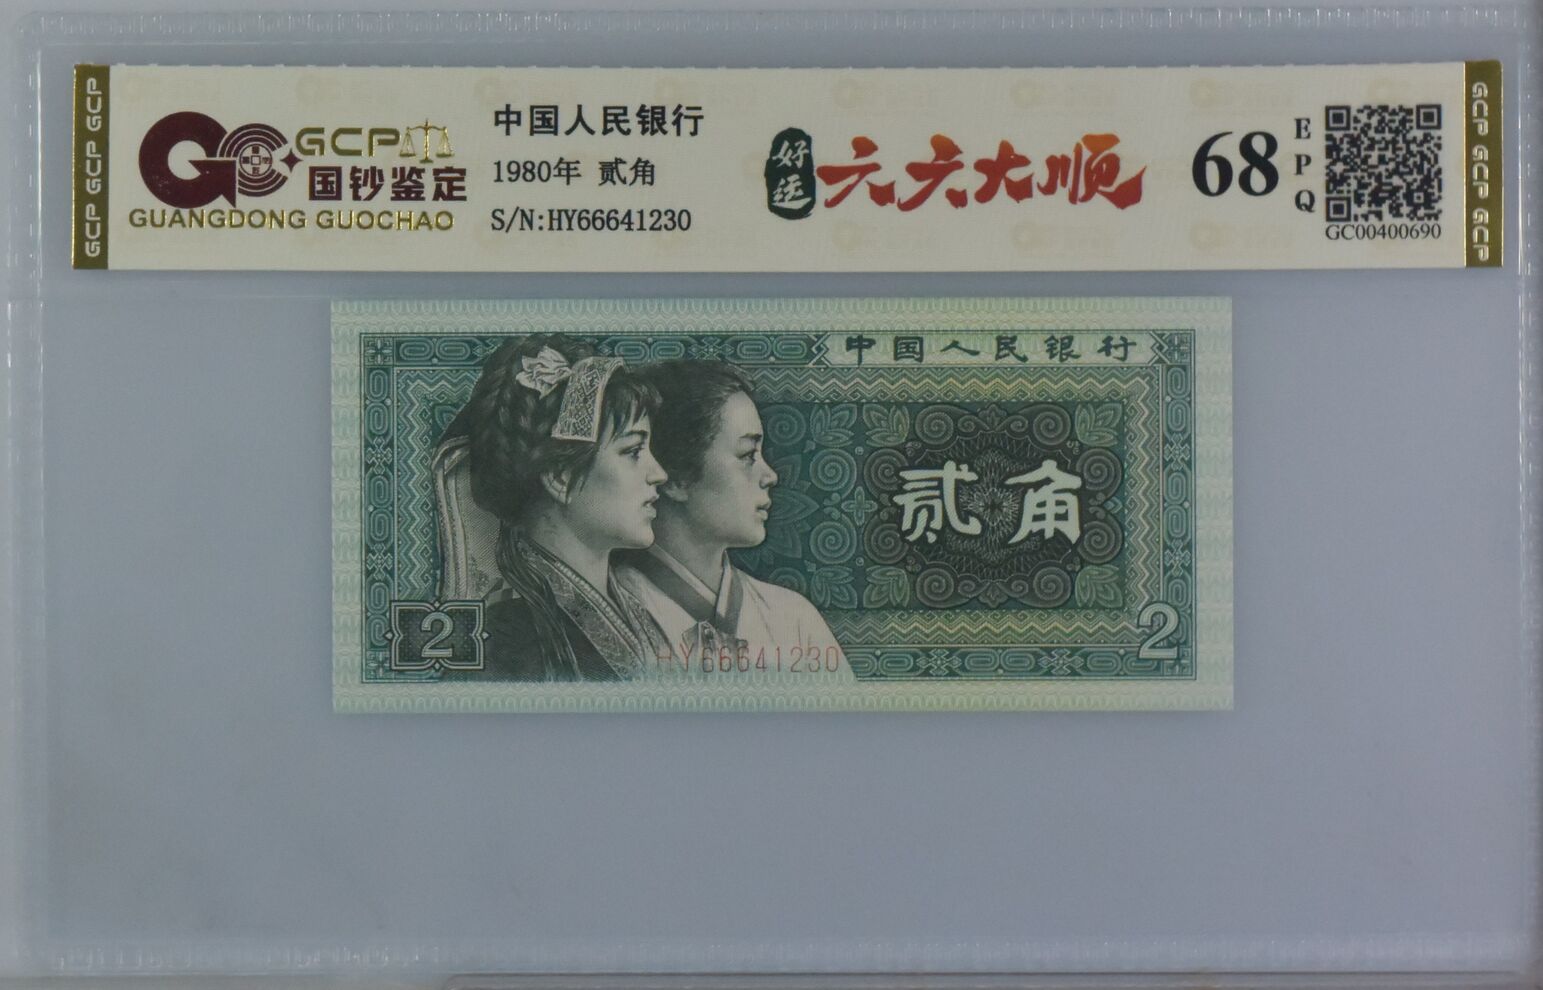 GCP GCP GCP
GCP
国钞鉴定
GUANGDONG GUOCHAO
中国人民银行
1980年 贰角
S/N:HY66641230
好运
六六大顺
68
EPQ
GC00400690
GCP GCP GCP
中国人民银行
贰角
2
2
HY66641230